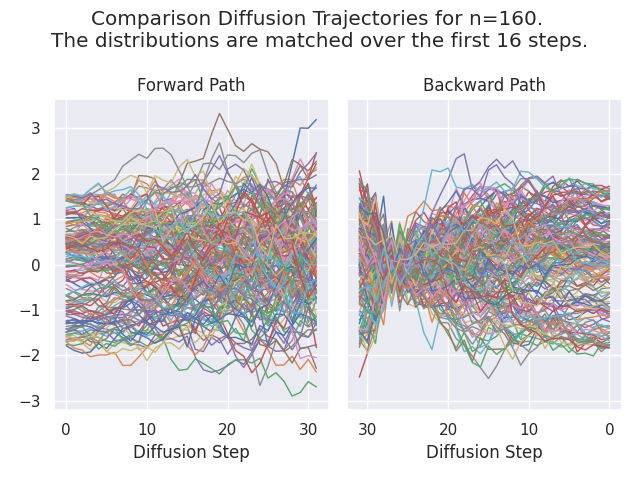 Comparison Diffusion Trajectories for n=160.
The distributions are matched over the first 16 steps.
Forward Path
Backward Path
3
2
1
0
−1
−2
−3
0 10 20 30
30 20 10 0
Diffusion Step
Diffusion Step